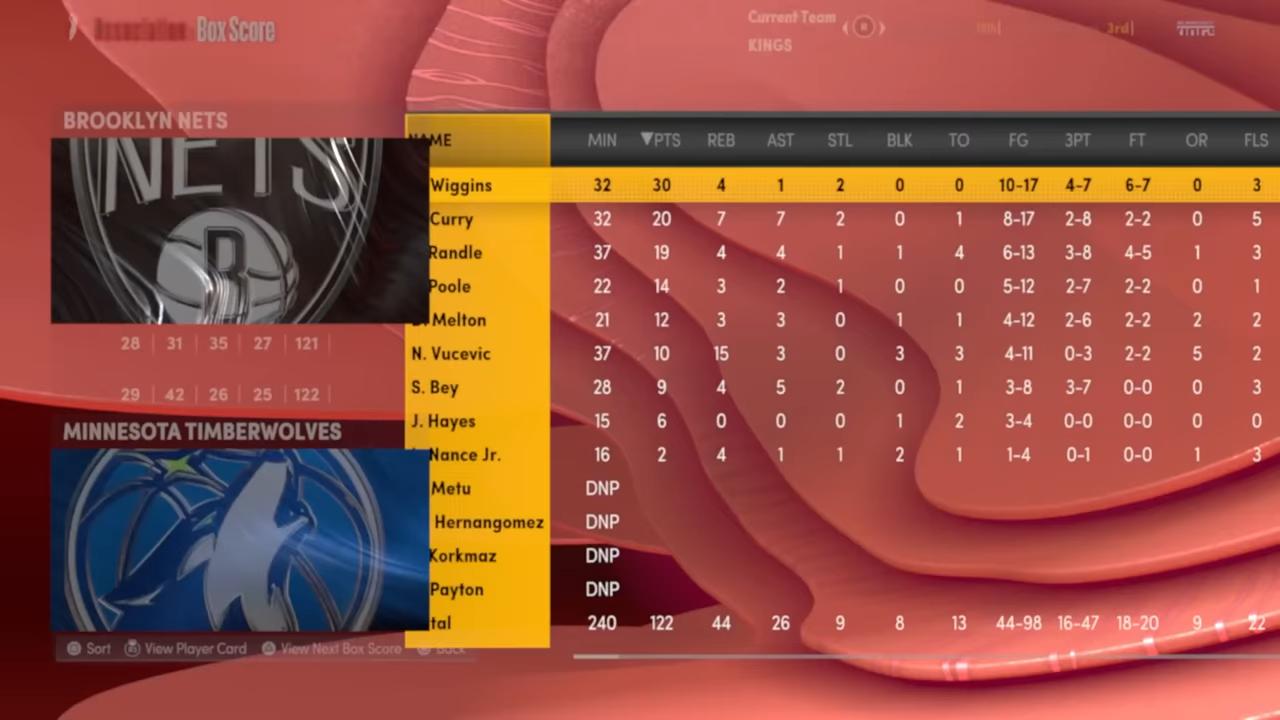 Box Score
Current Team
KINGS
3rd
BROOKLYN NETS
NETS
B
28 31 35 27 121
29 42 26 25 122
MINNESOTA TIMBERWOLVES
NAME MIN ▼PTS REB AST STL BLK TO FG 3PT FT OR FLS
Wiggins 32 30 4 1 2 0 0 10-17 4-7 6-7 0 3
Curry 32 20 7 7 2 0 1 8-17 2-8 2-2 0 5
Randle 37 19 4 4 1 1 4 6-13 3-8 4-5 1 3
Poole 22 14 3 2 1 0 0 5-12 2-7 2-2 0 1
Melton 21 12 3 3 0 1 1 4-12 2-6 2-2 2 2
N. Vucevic 37 10 15 3 0 3 3 4-11 0-3 2-2 5 2
S. Bey 28 9 4 5 2 0 1 3-8 3-7 0-0 0 3
J. Hayes 15 6 0 0 0 1 2 3-4 0-0 0-0 0 0
Nance Jr. 16 2 4 1 1 2 1 1-4 0-1 0-0 1 3
Metu DNP
Hernangomez DNP
Korkmaz DNP
Payton DNP
tal 240 122 44 26 9 8 13 44-98 16-47 18-20 9 22
Sort View Player Card View Next Box Score Back